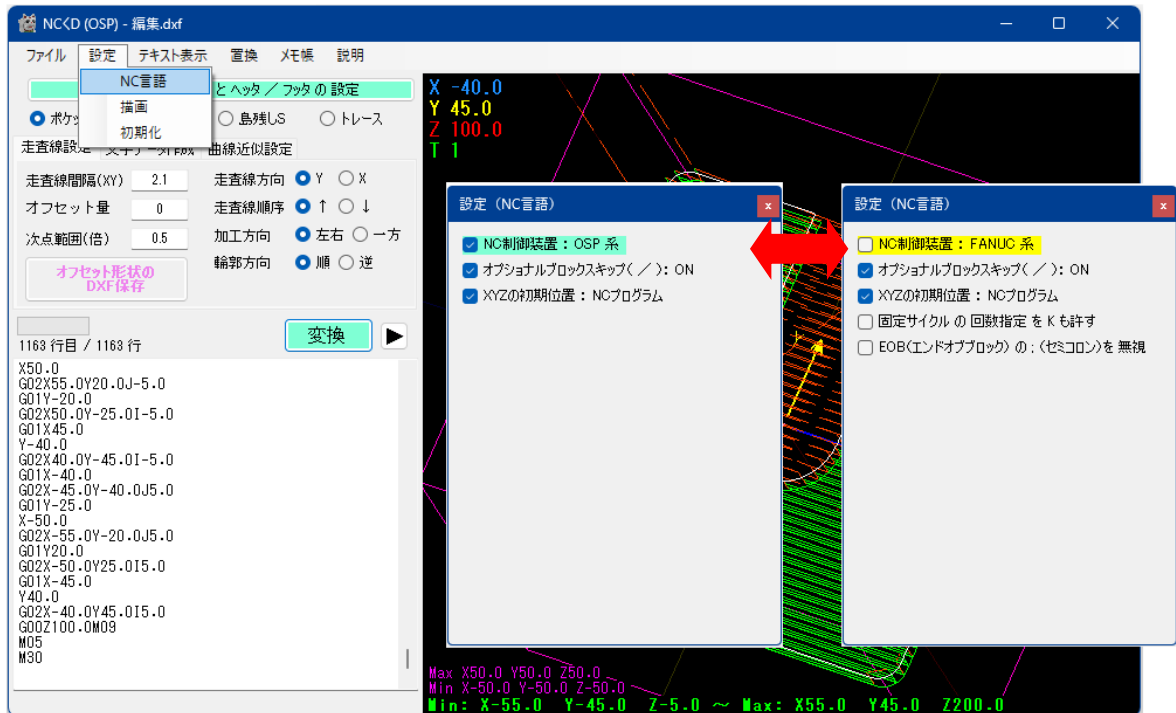 NC<D (OSP) - 編集.dxf
ファイル 設定 テキスト表示 置換 メモ帳 説明
NC言語
描画
初期化
と ヘッタ ／ フッタ の 設定
ポケッ 島残しS トレース
走査線設定 文字データ作成 曲線近似設定
走査線間隔(XY) 2.1 走査線方向 Y X
オフセット量 0 走査線順序 ↑ ↓
次点範囲(倍) 0.5 加工方向 左右 一方
輪郭方向 順 逆
オフセット形状の
DXF保存
変換 ▶
1163 行目 / 1163 行
X50.0
G02X55.0Y20.0J-5.0
G01Y-20.0
G02X50.0Y-25.0I-5.0
G01X45.0
Y-40.0
G02X40.0Y-45.0I-5.0
G01X-40.0
G02X-45.0Y-40.0J5.0
G01Y-25.0
X-50.0
G02X-55.0Y-20.0J5.0
G01Y20.0
G02X-50.0Y25.0I5.0
G01X-45.0
Y40.0
G02X-40.0Y45.0I5.0
G00Z100.0M09
M05
M30
X -40.0
Y 45.0
Z 100.0
T 1
設定（NC言語） x
NC制御装置：OSP 系
オプショナルブロックスキップ( ／ )：ON
XYZの初期位置：NCプログラム
設定（NC言語） x
NC制御装置：FANUC 系
オプショナルブロックスキップ( ／ )：ON
XYZの初期位置：NCプログラム
固定サイクル の 回数指定 を K も許す
EOB(エンドオブブロック) の ; (セミコロン)を 無視
Y
Max X50.0 Y50.0 Z50.0
Min X-50.0 Y-50.0 Z-50.0
Min: X-55.0 Y-45.0 Z-5.0 ～ Max: X55.0 Y45.0 Z200.0